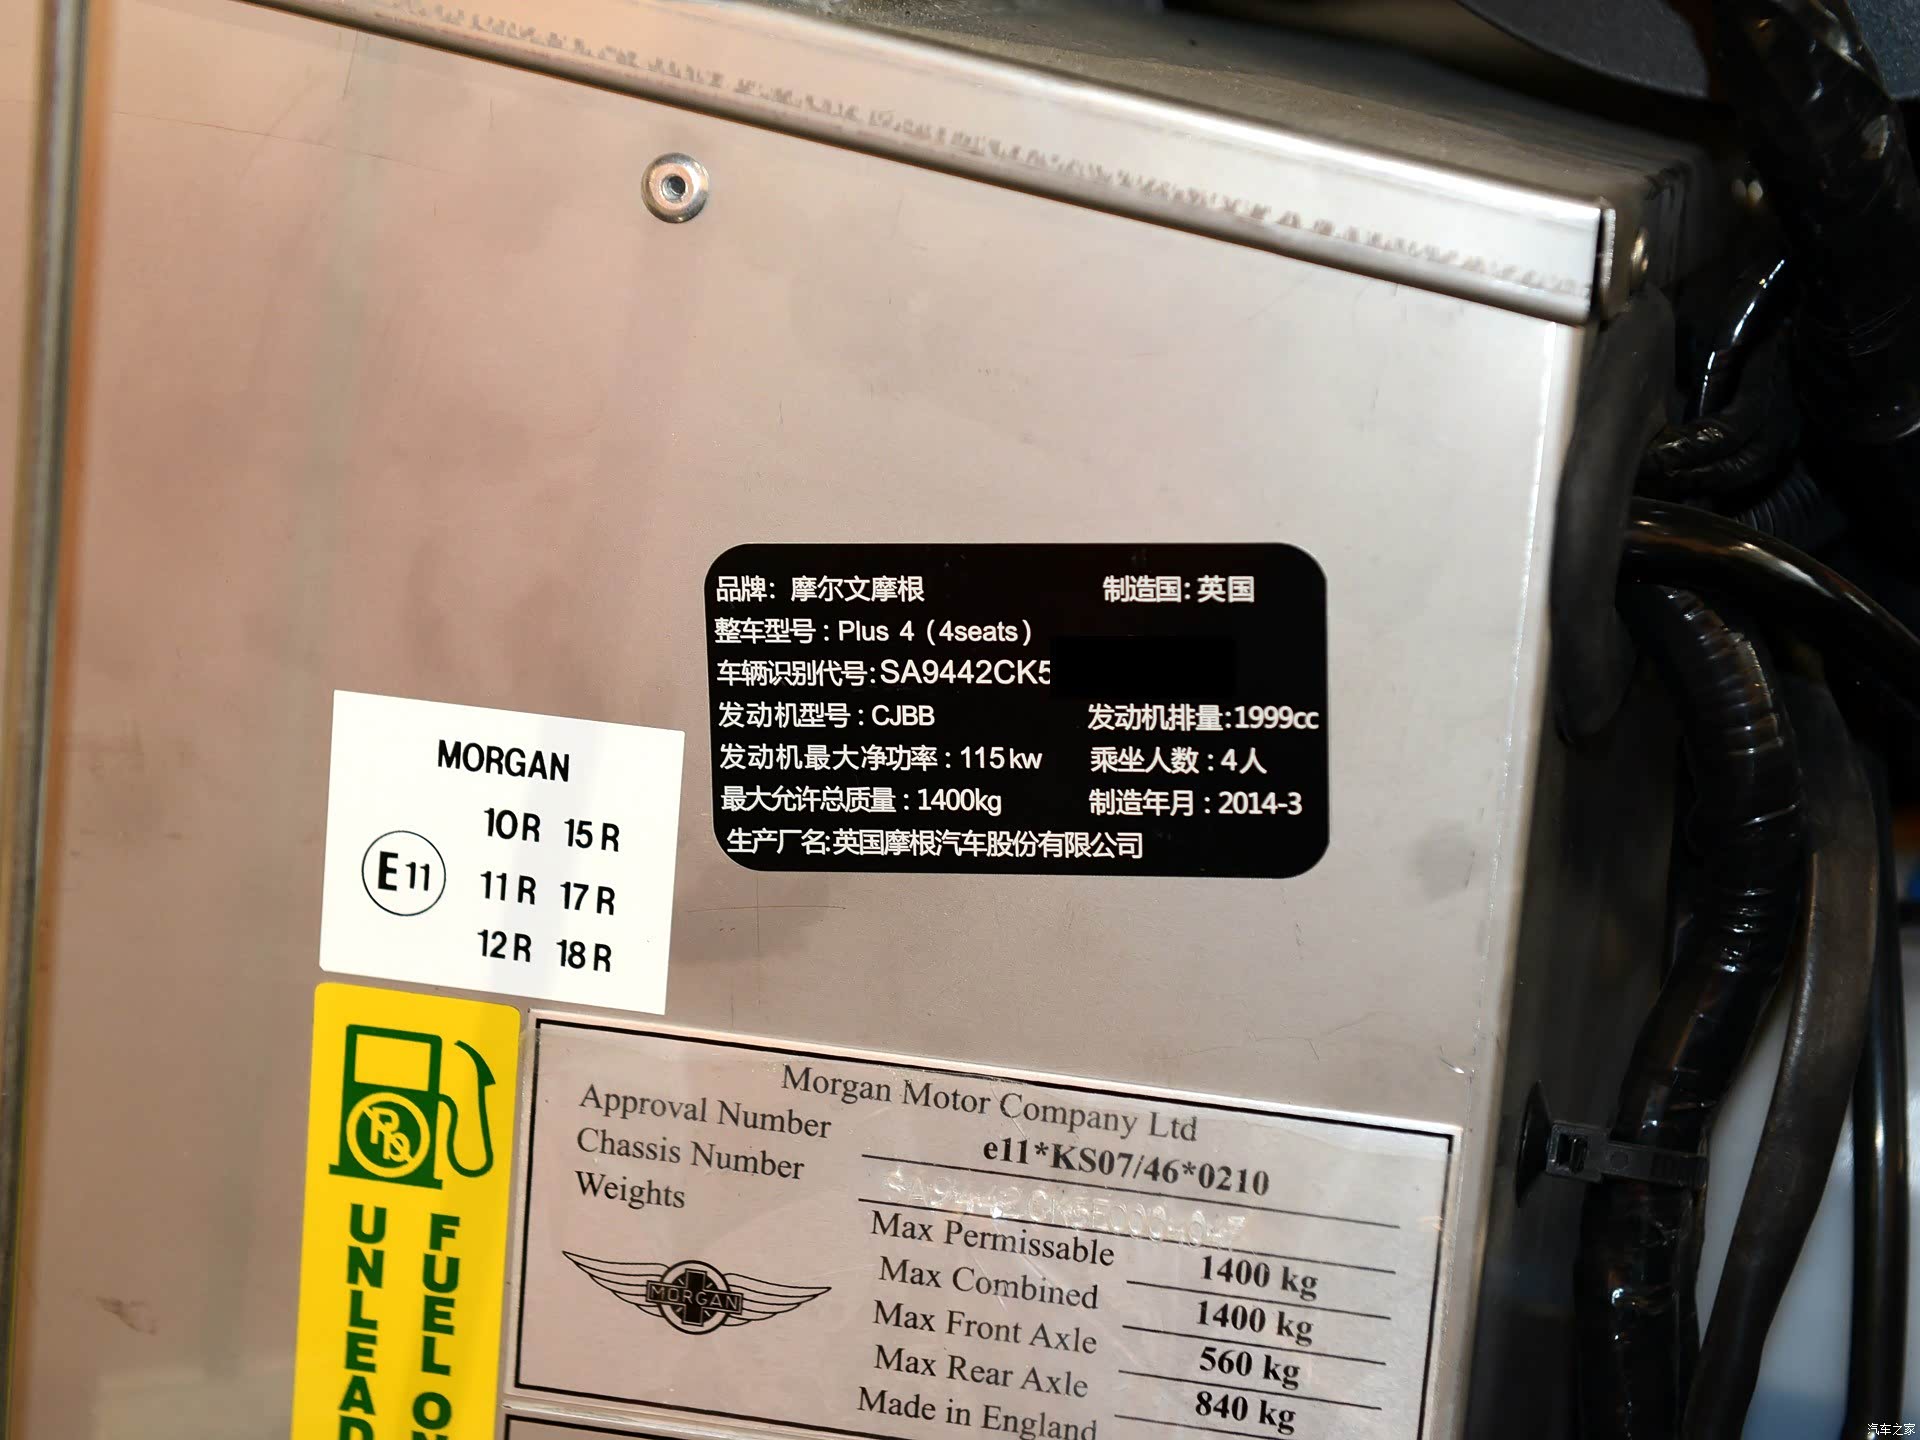 品牌：摩尔文摩根 制造国：英国
整车型号：Plus 4 (4seats)
车辆识别代号：SA9442CK5
发动机型号：CJBB 发动机排量：1999cc
发动机最大净功率：115kw 乘坐人数：4人
最大允许总质量：1400kg 制造年月：2014-3
生产厂名:英国摩根汽车股份有限公司
MORGAN
10R 15R
E11 11R 17R
12R 18R
Pb
UNLEAD
FUEL ON
Morgan Motor Company Ltd
Approval Number e11*KS07/46*0210
Chassis Number
Weights
Max Permissable 1400 kg
Max Combined 1400 kg
Max Front Axle 560 kg
Max Rear Axle 840 kg
Made in England
MORGAN
汽车之家